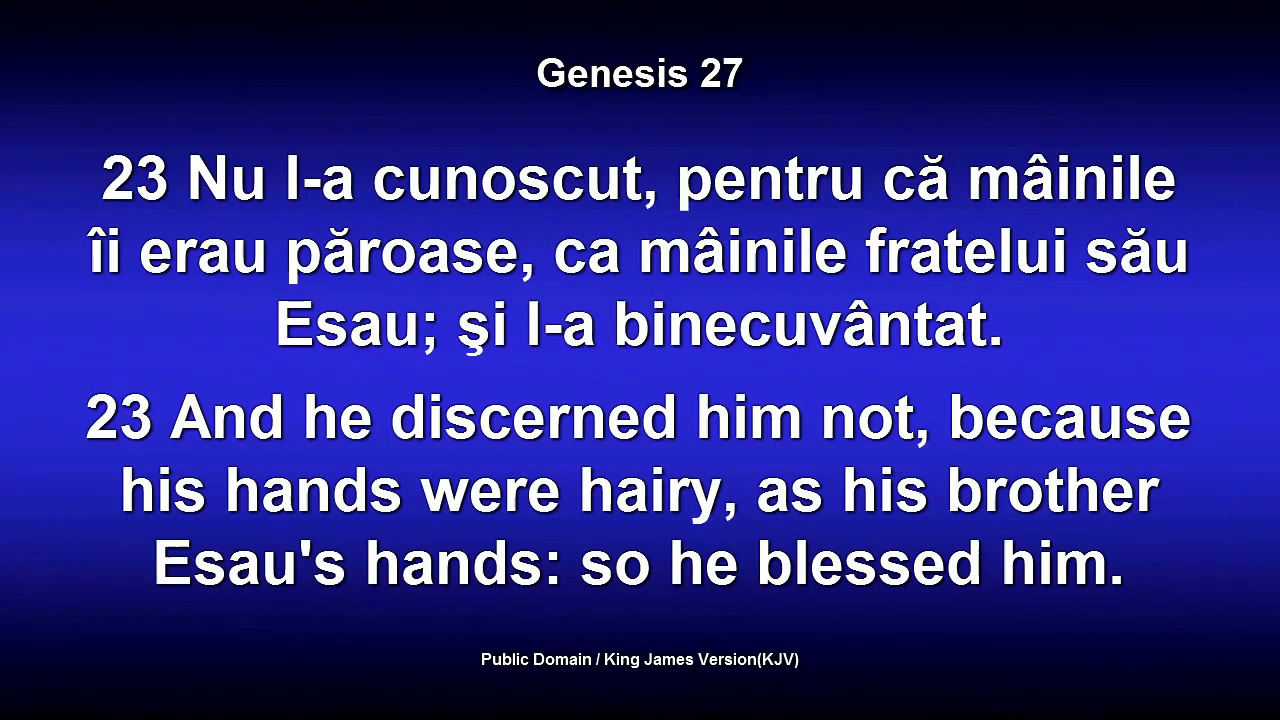 Genesis 27
23 Nu l-a cunoscut, pentru că mâinile
îi erau păroase, ca mâinile fratelui său
Esau; şi l-a binecuvântat.
23 And he discerned him not, because
his hands were hairy, as his brother
Esau's hands: so he blessed him.
Public Domain / King James Version(KJV)